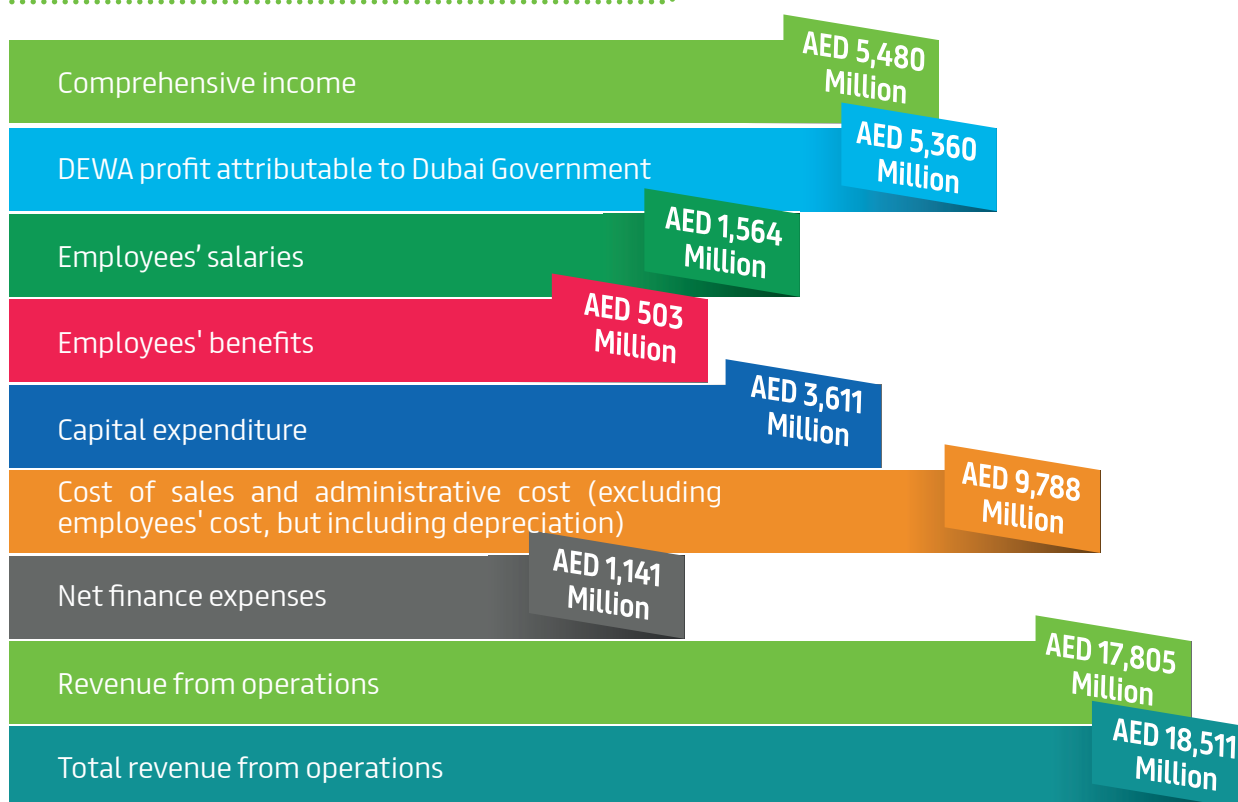 Comprehensive income
AED 5,480
Million
DEWA profit attributable to Dubai Government
AED 5,360
Million
Employees’ salaries
AED 1,564
Million
Employees' benefits
AED 503
Million
Capital expenditure
AED 3,611
Million
Cost of sales and administrative cost (excluding
employees' cost, but including depreciation)
AED 9,788
Million
Net finance expenses
AED 1,141
Million
Revenue from operations
AED 17,805
Million
Total revenue from operations
AED 18,511
Million